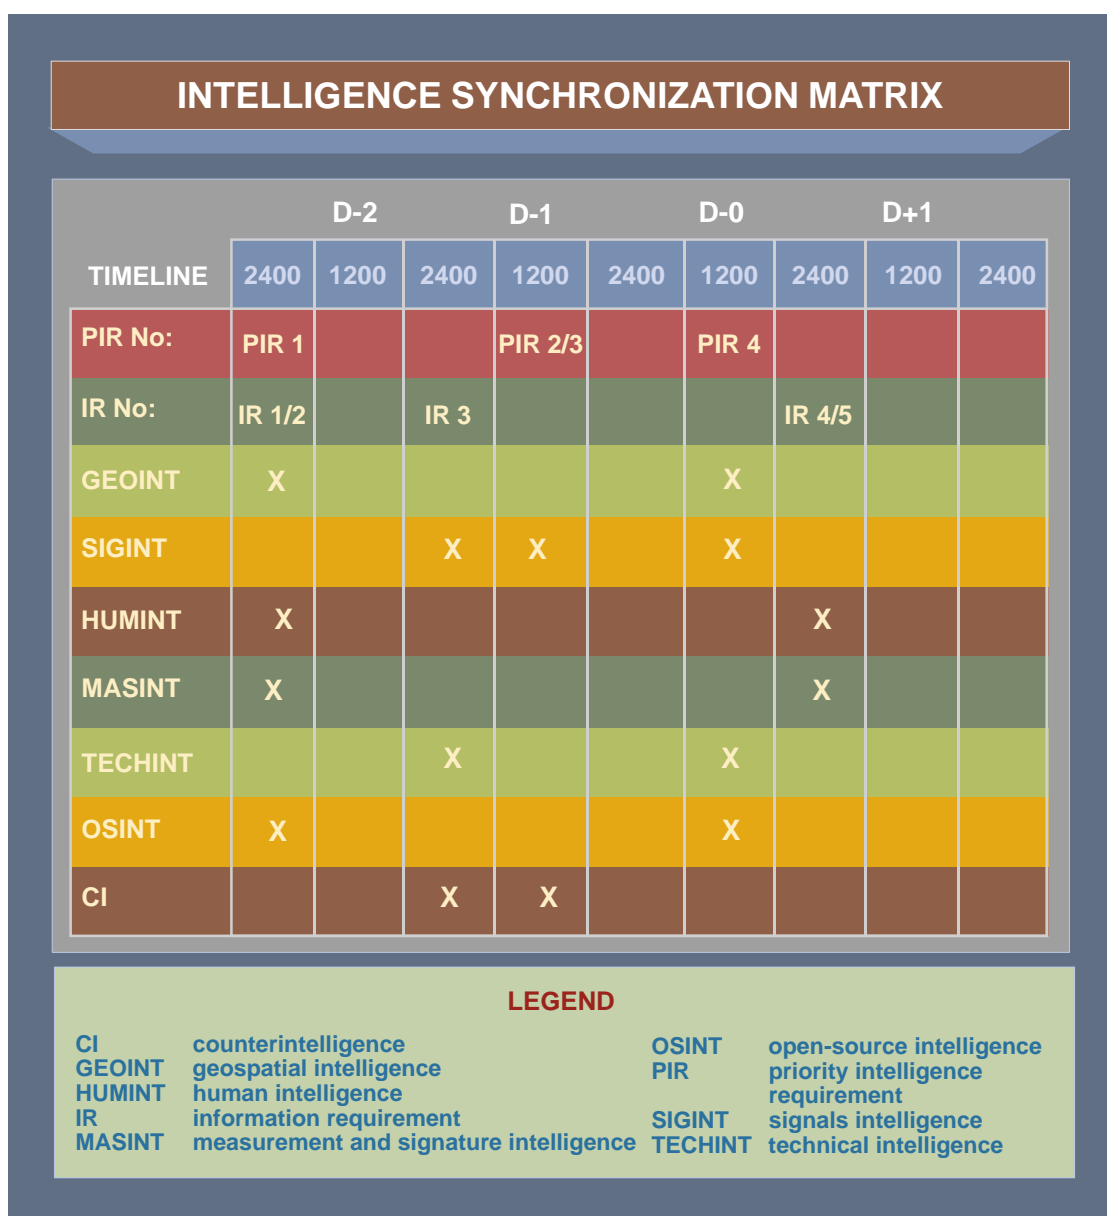 INTELLIGENCE SYNCHRONIZATION MATRIX
D-2 D-1 D-0 D+1
TIMELINE 2400 1200 2400 1200 2400 1200 2400 1200 2400
PIR No: PIR 1 PIR 2/3 PIR 4
IR No: IR 1/2 IR 3 IR 4/5
GEOINT X X
SIGINT X X X
HUMINT X X
MASINT X X
TECHINT X X
OSINT X X
CI X X
LEGEND
CI counterintelligence
GEOINT geospatial intelligence
HUMINT human intelligence
IR information requirement
MASINT measurement and signature intelligence
OSINT open-source intelligence
PIR priority intelligence
requirement
SIGINT signals intelligence
TECHINT technical intelligence